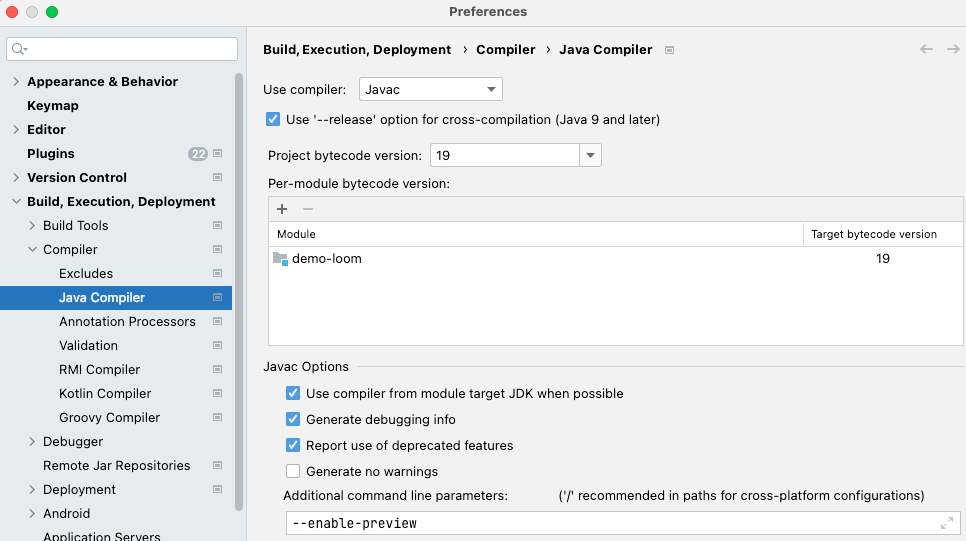 Preferences
Appearance & Behavior
Keymap
Editor
Plugins 22
Version Control
Build, Execution, Deployment
Build Tools
Compiler
Excludes
Java Compiler
Annotation Processors
Validation
RMI Compiler
Kotlin Compiler
Groovy Compiler
Debugger
Remote Jar Repositories
Deployment
Android
Application Servers
Build, Execution, Deployment › Compiler › Java Compiler
Use compiler: Javac
Use '--release' option for cross-compilation (Java 9 and later)
Project bytecode version: 19
Per-module bytecode version:
Module Target bytecode version
demo-loom 19
Javac Options
Use compiler from module target JDK when possible
Generate debugging info
Report use of deprecated features
Generate no warnings
Additional command line parameters: ('/' recommended in paths for cross-platform configurations)
--enable-preview